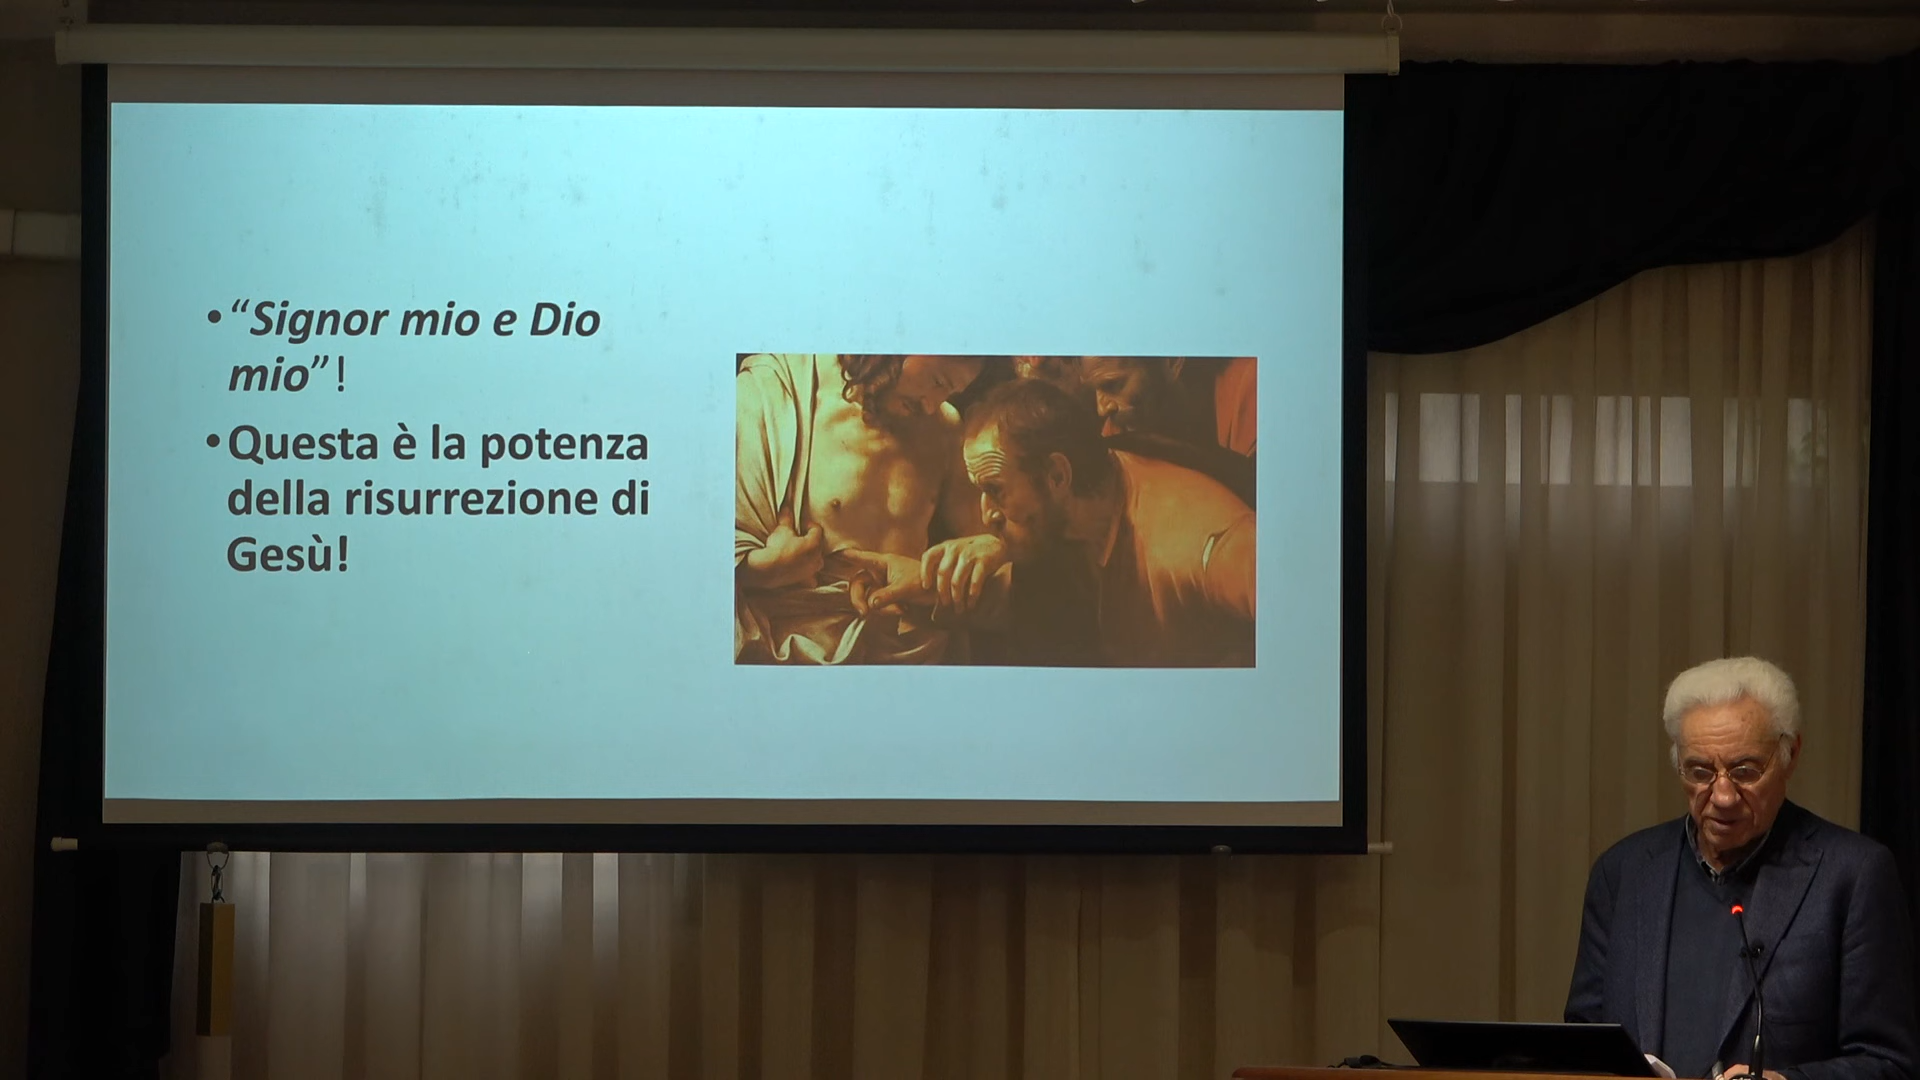 • “Signor mio e Dio
mio”!
• Questa è la potenza
della risurrezione di
Gesù!